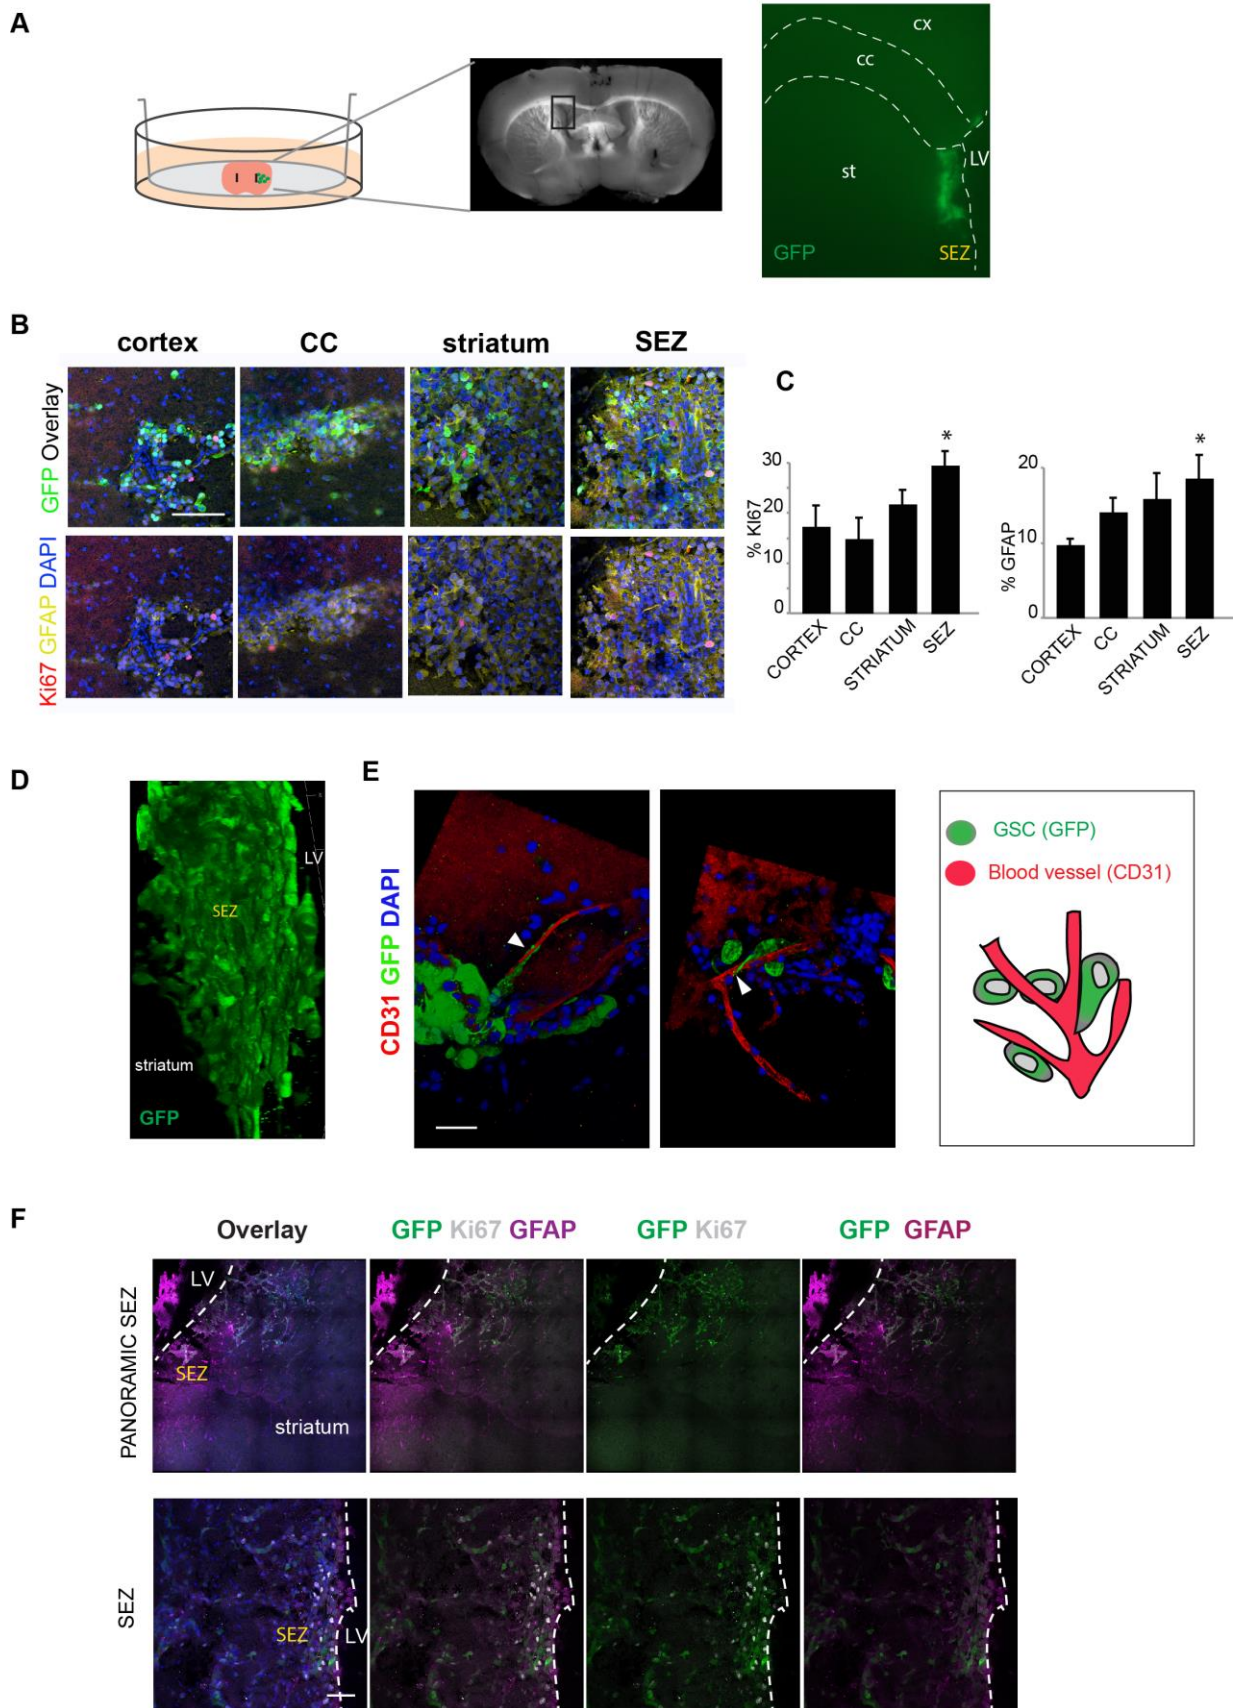 A
cx
cc
st
LV
GFP
SEZ
B
cortex CC striatum SEZ
GFP Overlay
Ki67 GFAP DAPI
C
*
30
20
10
0
% KI67
CORTEX
CC
STRIATUM
SEZ
*
20
10
0
% GFAP
CORTEX
CC
STRIATUM
SEZ
D
LV
SEZ
striatum
GFP
E
CD31 GFP DAPI
GSC (GFP)
Blood vessel (CD31)
F
Overlay GFP Ki67 GFAP GFP Ki67 GFP GFAP
PANORAMIC SEZ
LV
SEZ
striatum
SEZ
SEZ
LV